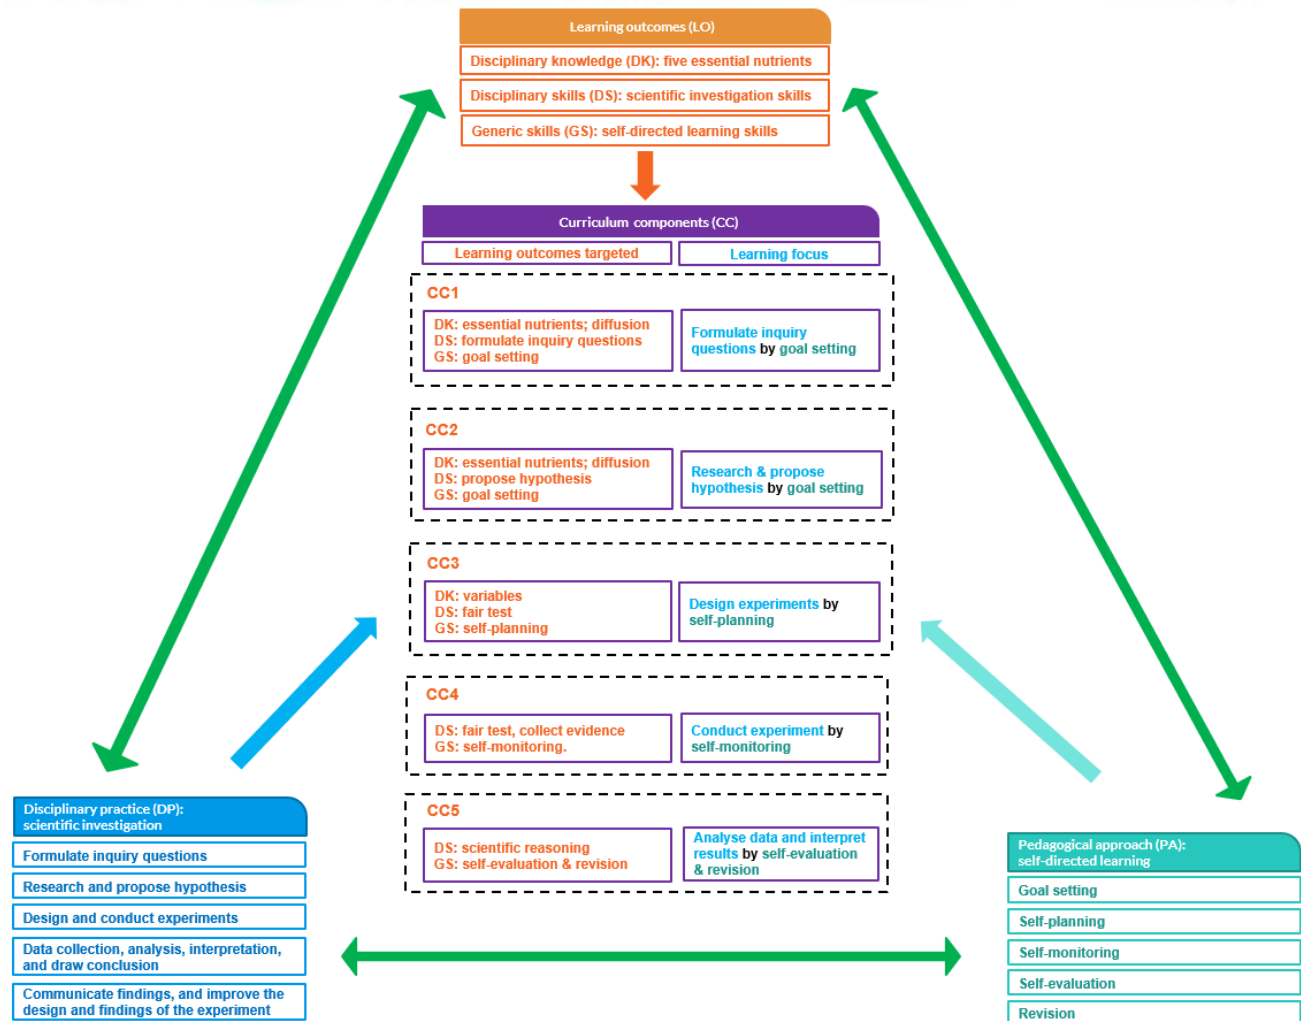 Learning outcomes (LO)
Disciplinary knowledge (DK): five essential nutrients
Disciplinary skills (DS): scientific investigation skills
Generic skills (GS): self-directed learning skills
Curriculum components (CC)
Learning outcomes targeted
Learning focus
CC1
DK: essential nutrients; diffusion
DS: formulate inquiry questions
GS: goal setting
Formulate inquiry
questions by goal setting
CC2
DK: essential nutrients; diffusion
DS: propose hypothesis
GS: goal setting
Research & propose
hypothesis by goal setting
CC3
DK: variables
DS: fair test
GS: self-planning
Design experiments by
self-planning
CC4
DS: fair test, collect evidence
GS: self-monitoring.
Conduct experiment by
self-monitoring
CC5
DS: scientific reasoning
GS: self-evaluation & revision
Analyse data and interpret
results by self-evaluation
& revision
Disciplinary practice (DP):
scientific investigation
Formulate inquiry questions
Research and propose hypothesis
Design and conduct experiments
Data collection, analysis, interpretation,
and draw conclusion
Communicate findings, and improve the
design and findings of the experiment
Pedagogical approach (PA):
self-directed learning
Goal setting
Self-planning
Self-monitoring
Self-evaluation
Revision